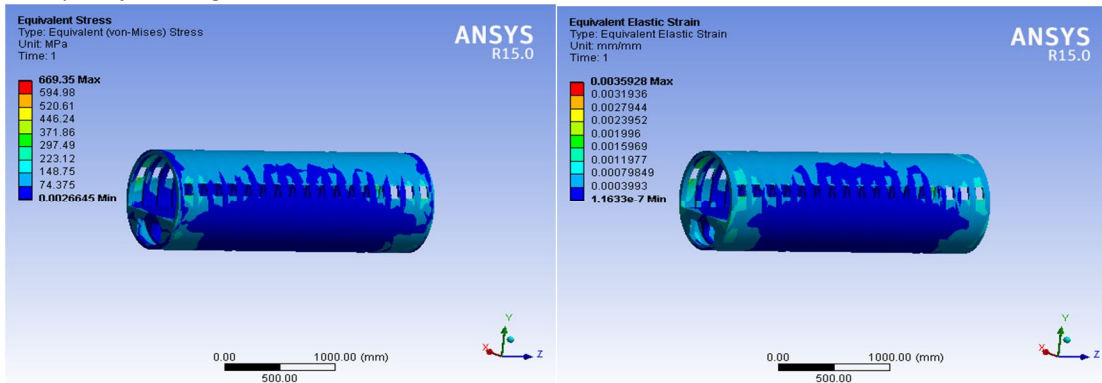 Equivalent Stress
Type: Equivalent (von-Mises) Stress
Unit: MPa
Time: 1
669.35 Max
594.98
520.61
446.24
371.86
297.49
223.12
148.75
74.375
0.0026645 Min
ANSYS
R15.0
Y
X
Z
0.00
1000.00 (mm)
500.00
Equivalent Elastic Strain
Type: Equivalent Elastic Strain
Unit: mm/mm
Time: 1
0.0035928 Max
0.0031936
0.0027944
0.0023952
0.001996
0.0015969
0.0011977
0.00079849
0.0003993
1.1633e-7 Min
ANSYS
R15.0
Y
X
Z
0.00
1000.00 (mm)
500.00